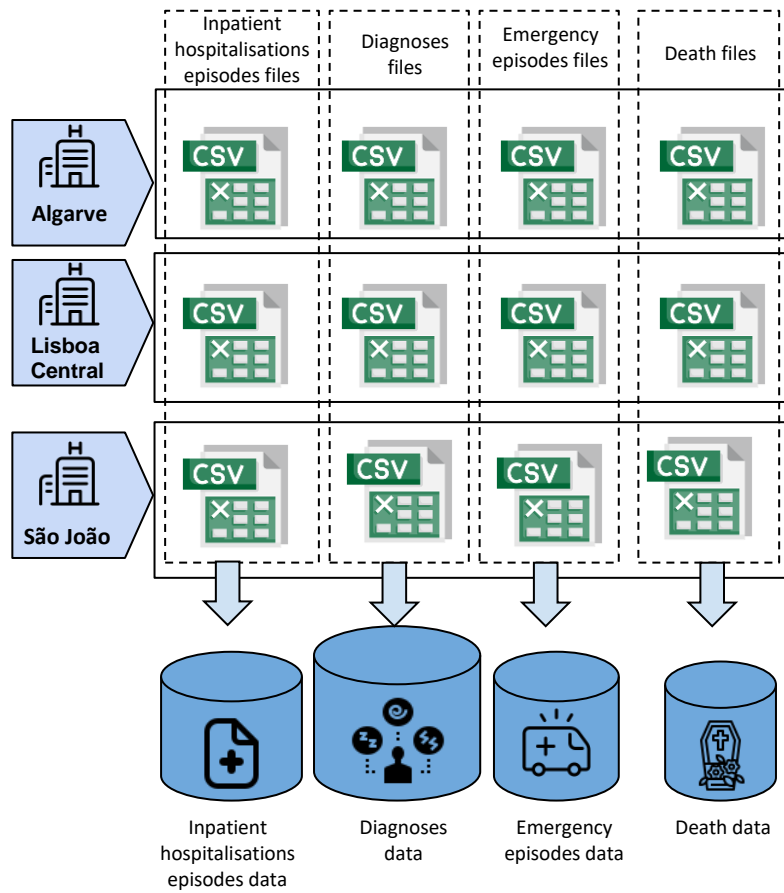 Inpatient
hospitalisations
episodes files
Diagnoses
files
Emergency
episodes files
Death files
H
Algarve
CSV
CSV
CSV
CSV
H
Lisboa
Central
CSV
CSV
CSV
CSV
H
São João
CSV
CSV
CSV
CSV
zz
Inpatient
hospitalisations
episodes data
Diagnoses
data
Emergency
episodes data
Death data